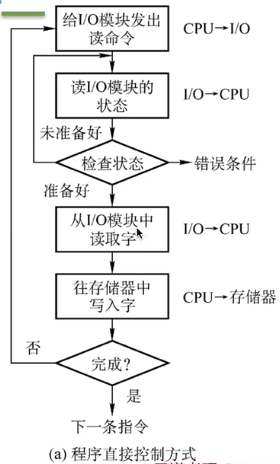 给I/O模块发出
读命令
CPU→I/O
读I/O模块的
状态
I/O→CPU
未准备好
检查状态
错误条件
准备好
从I/O模块中
读取字
I/O→CPU
往存储器中
写入字
CPU→存储器
否
完成?
是
下一条指令
(a) 程序直接控制方式